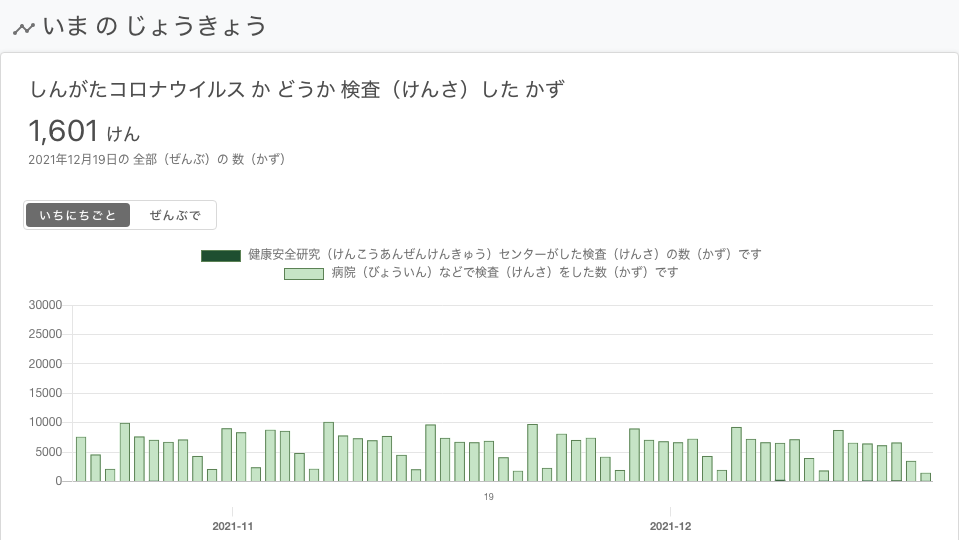 いま の じょうきょう
しんがたコロナウイルス か どうか 検査（けんさ）した かず
1,601 けん
2021年12月19日の 全部（ぜんぶ）の 数（かず）
いちにちごと ぜんぶで
健康安全研究（けんこうあんぜんけんきゅう）センターがした検査（けんさ）の数（かず）です
病院（びょういん）などで検査（けんさ）をした数（かず）です
30000
25000
20000
15000
10000
5000
0
19
2021-11 2021-12